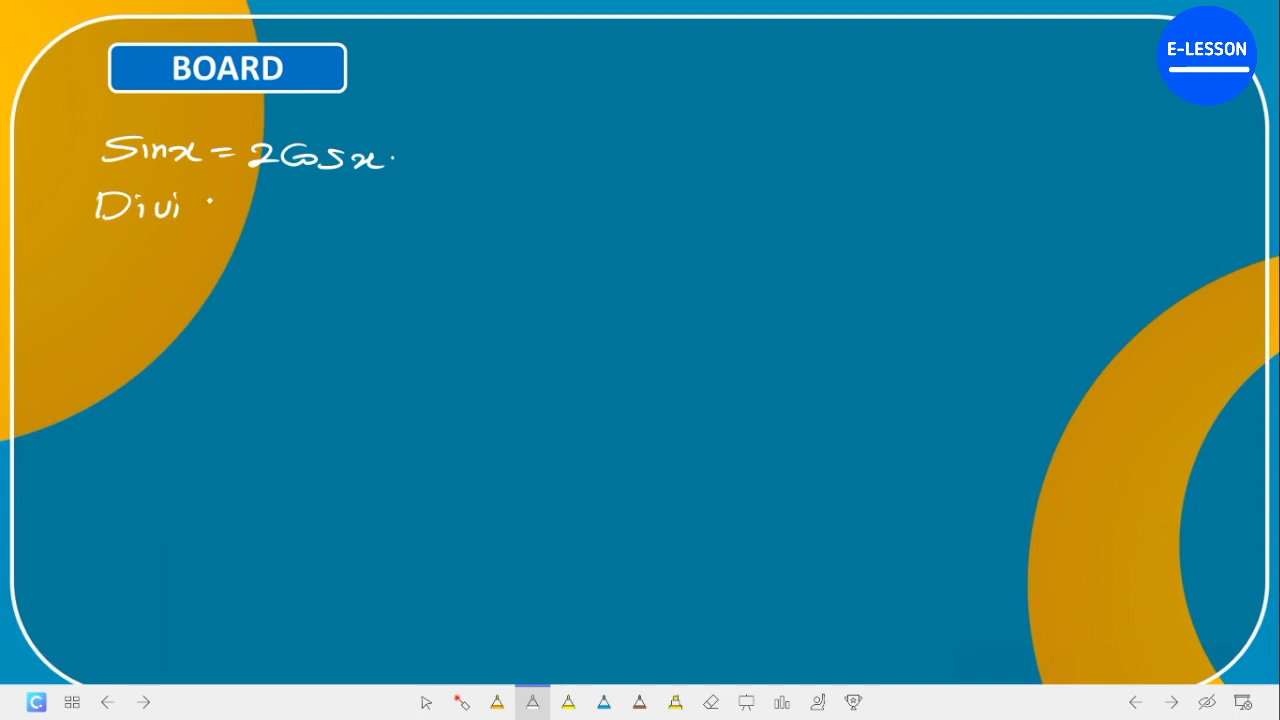 BOARD
E-LESSON
Sinx = 2Cosx.
Divi